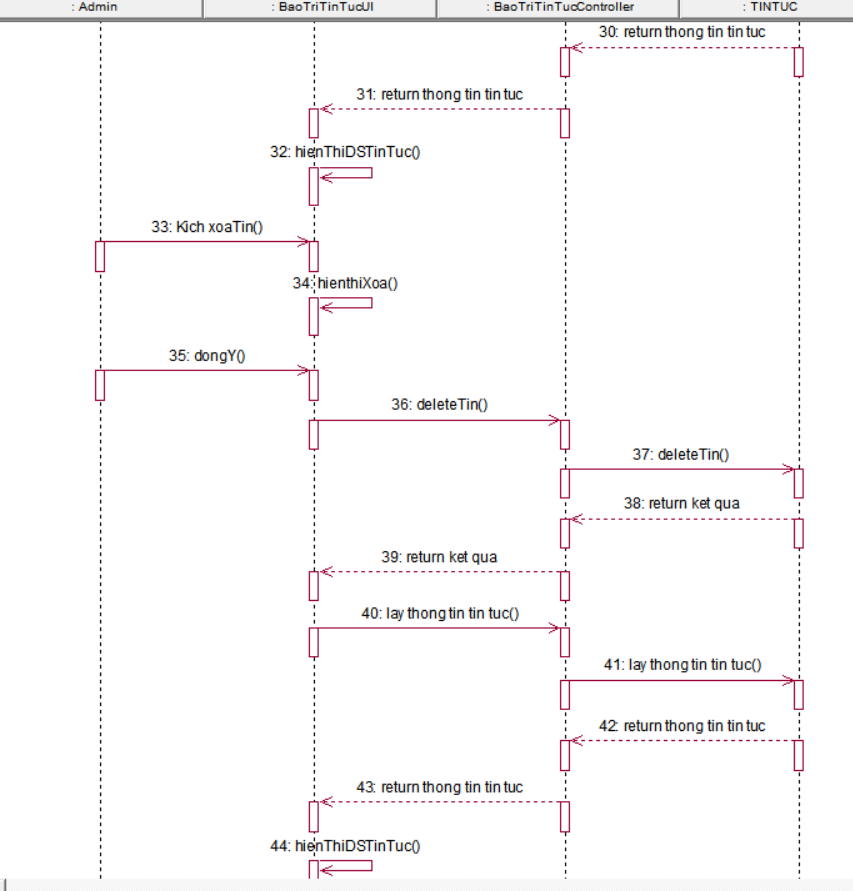 : Admin
: BaoTriTinTucUI
: BaoTriTinTucController
: TINTUC
30: return thong tin tin tuc
31: return thong tin tin tuc
32: hienThiDSTinTuc()
33: Kich xoaTin()
34: hienthiXoa()
35: dongY()
36: deleteTin()
37: deleteTin()
38: return ket qua
39: return ket qua
40: lay thong tin tin tuc()
41: lay thong tin tin tuc()
42: return thong tin tin tuc
43: return thong tin tin tuc
44: hienThiDSTinTuc()